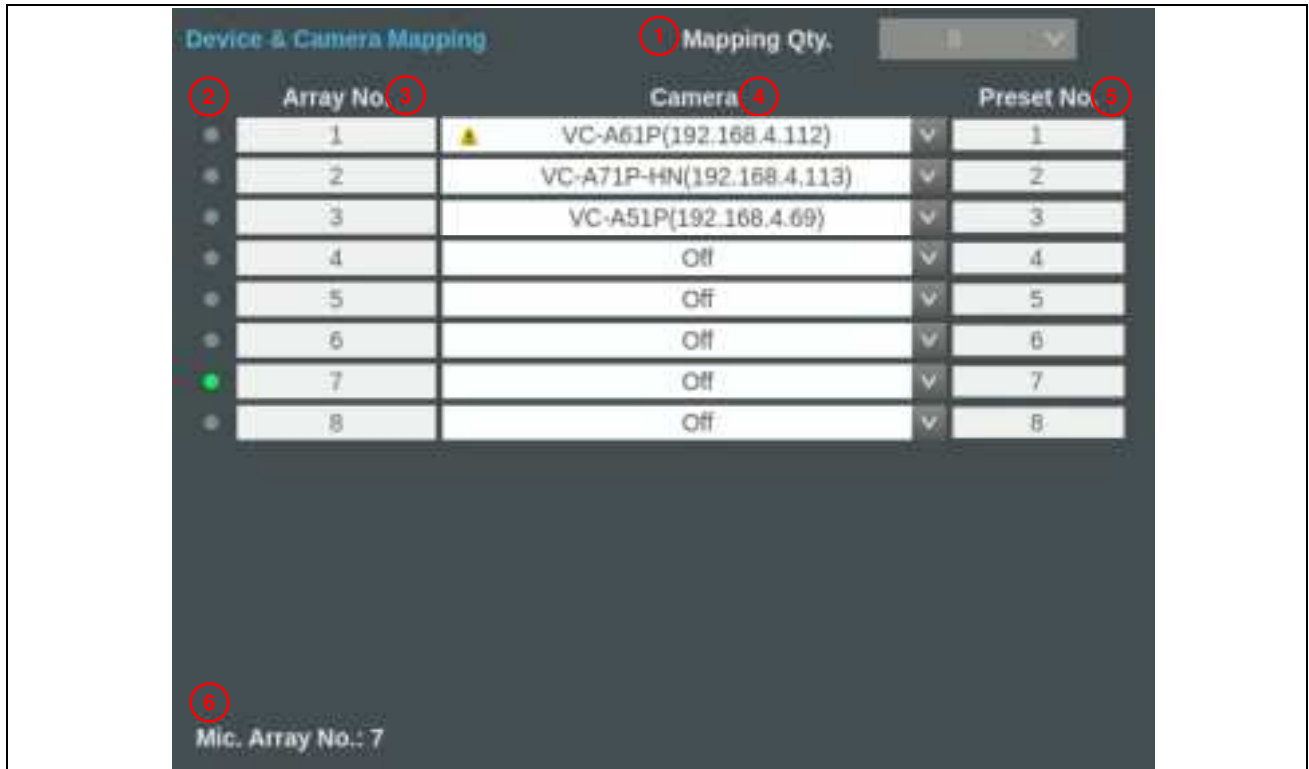 Device & Camera Mapping 1 Mapping Qty. 8
2 Array No. 3 Camera 4 Preset No. 5
1 VC-A61P(192.168.4.112) 1
2 VC-A71P-HN(192.168.4.113) 2
3 VC-A51P(192.168.4.69) 3
4 Off 4
5 Off 5
6 Off 6
7 Off 7
8 Off 8
6
Mic. Array No.: 7